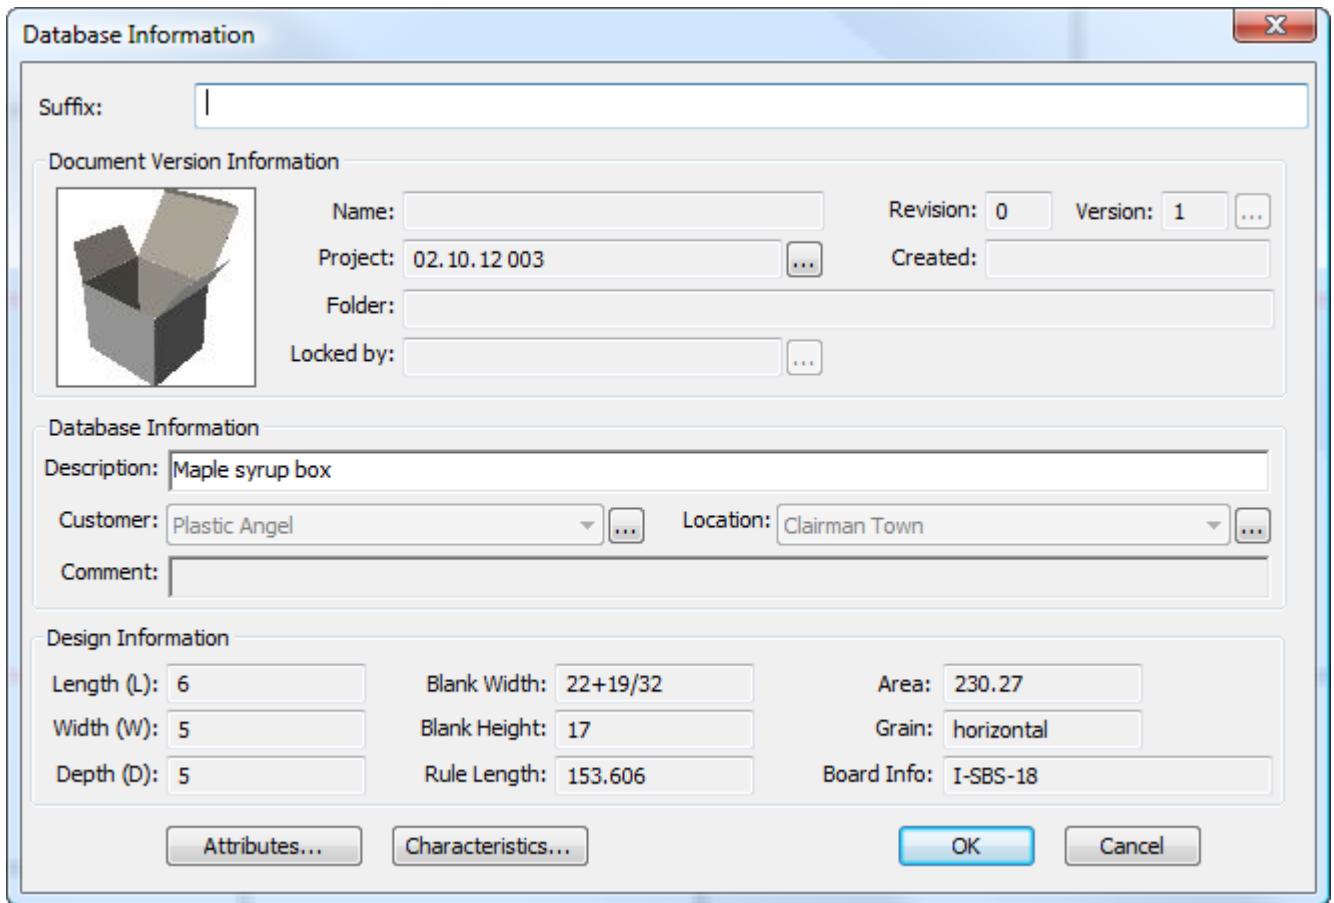 Database Information
Suffix:
Document Version Information
Name: Revision: 0 Version: 1 ...
Project: 02.10.12 003 ... Created:
Folder:
Locked by: ...
Database Information
Description: Maple syrup box
Customer: Plastic Angel ... Location: Clairman Town ...
Comment:
Design Information
Length (L): 6 Blank Width: 22+19/32 Area: 230.27
Width (W): 5 Blank Height: 17 Grain: horizontal
Depth (D): 5 Rule Length: 153.606 Board Info: I-SBS-18
Attributes... Characteristics... OK Cancel